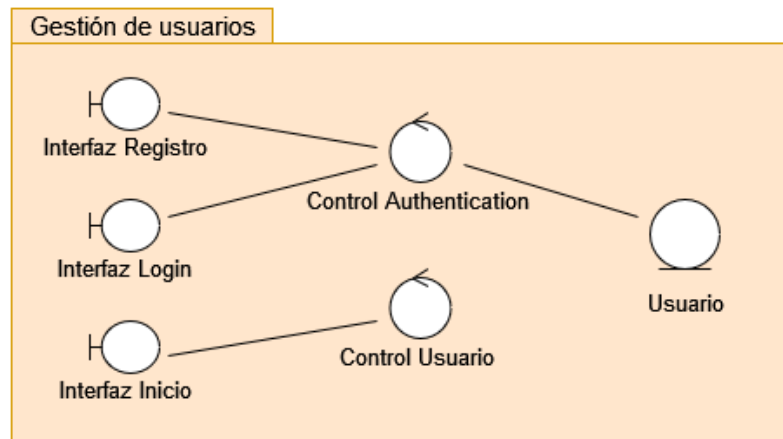 Gestión de usuarios
Interfaz Registro
Control Authentication
Interfaz Login
Usuario
Control Usuario
Interfaz Inicio